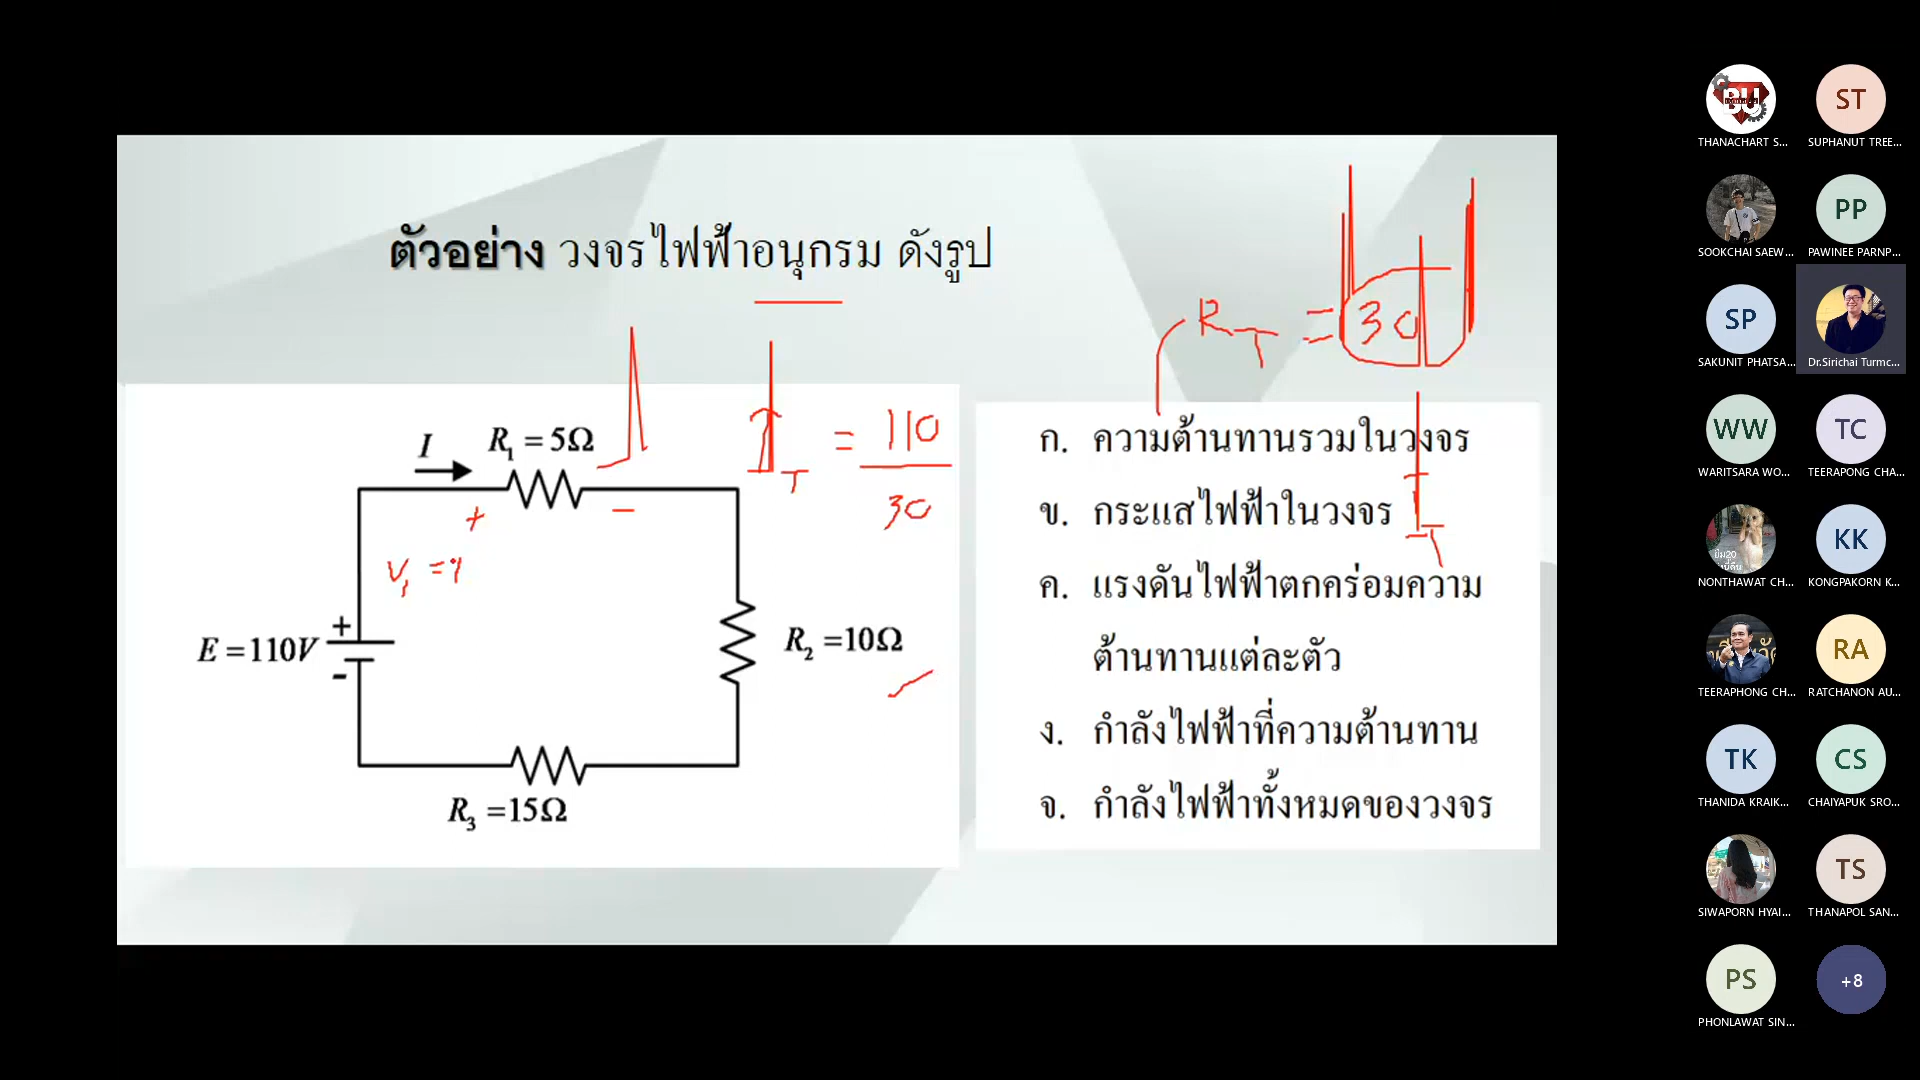 ตัวอย่าง วงจรไฟฟ้าอนุกรม ดังรูป
R_T = 30 Ω
I
R₁ = 5Ω
I_T = 110 / 30
+
−
V₁ = ?
E = 110V
+
-
R₂ = 10Ω
R₃ = 15Ω
ก. ความต้านทานรวมในวงจร
ข. กระแสไฟฟ้าในวงจร I_T
ค. แรงดันไฟฟ้าตกคร่อมความ
ต้านทานแต่ละตัว
ง. กำลังไฟฟ้าที่ความต้านทาน
จ. กำลังไฟฟ้าทั้งหมดของวงจร
BU
THANACHART S...
ST
SUPHANUT TREE...
SOOKCHAI SAEW...
PP
PAWINEE PARNP...
SP
SAKUNIT PHATSA...
Dr.Sirichai Turmc...
WW
WARITSARA WO...
TC
TEERAPONG CHA...
NONTHAWAT CH...
KK
KONGPAKORN K...
TEERAPHONG CH...
RA
RATCHANON AU...
TK
THANIDA KRAIK...
CS
CHAIYAPUK SRO...
SIWAPORN HYAI...
TS
THANAPOL SAN...
PS
PHONLAWAT SIN...
+8